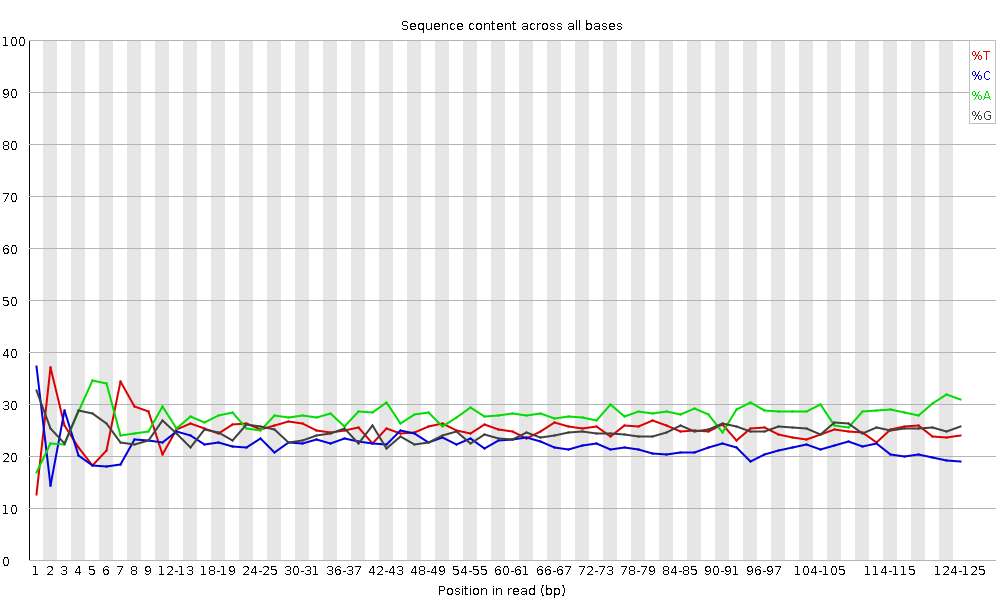 Sequence content across all bases
100
90
80
70
60
50
40
30
20
10
0
%T
%C
%A
%G
1 2 3 4 5 6 7 8 9 12-13 18-19 24-25 30-31 36-37 42-43 48-49 54-55 60-61 66-67 72-73 78-79 84-85 90-91 96-97 104-105 114-115 124-125
Position in read (bp)